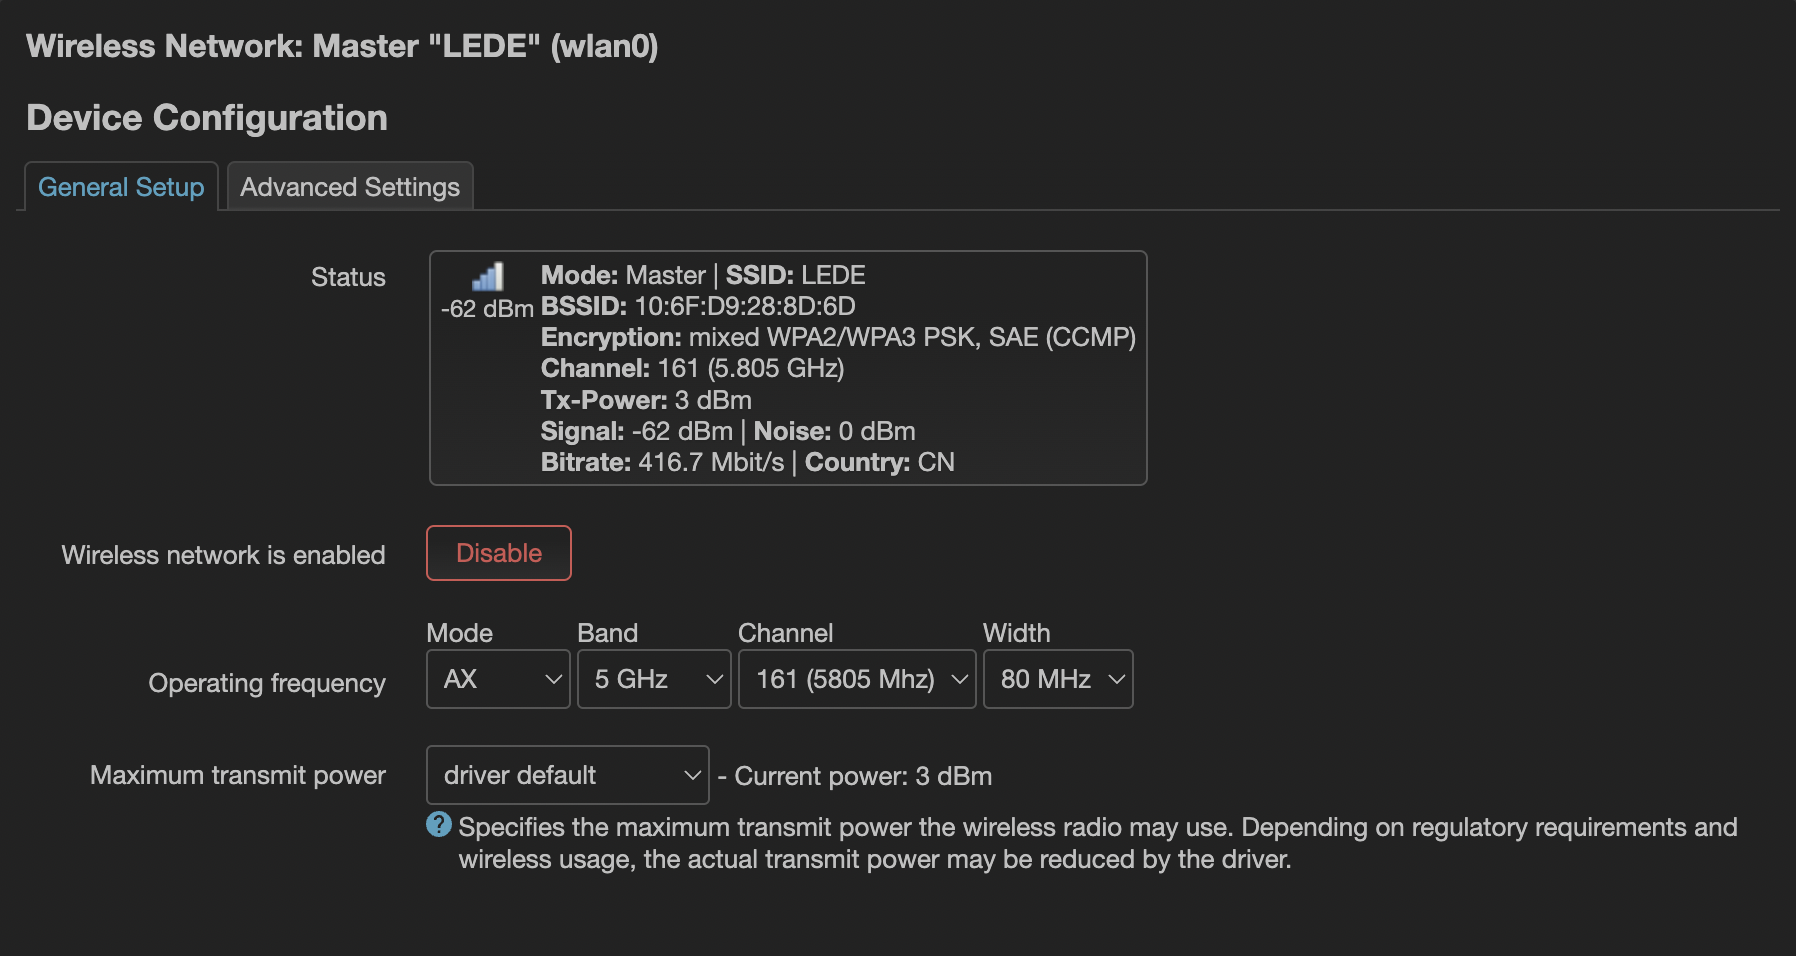 Wireless Network: Master "LEDE" (wlan0)
Device Configuration
General Setup
Advanced Settings
Status
-62 dBm
Mode: Master | SSID: LEDE
BSSID: 10:6F:D9:28:8D:6D
Encryption: mixed WPA2/WPA3 PSK, SAE (CCMP)
Channel: 161 (5.805 GHz)
Tx-Power: 3 dBm
Signal: -62 dBm | Noise: 0 dBm
Bitrate: 416.7 Mbit/s | Country: CN
Wireless network is enabled
Disable
Mode Band Channel Width
Operating frequency
AX 5 GHz 161 (5805 Mhz) 80 MHz
Maximum transmit power
driver default - Current power: 3 dBm
? Specifies the maximum transmit power the wireless radio may use. Depending on regulatory requirements and
wireless usage, the actual transmit power may be reduced by the driver.